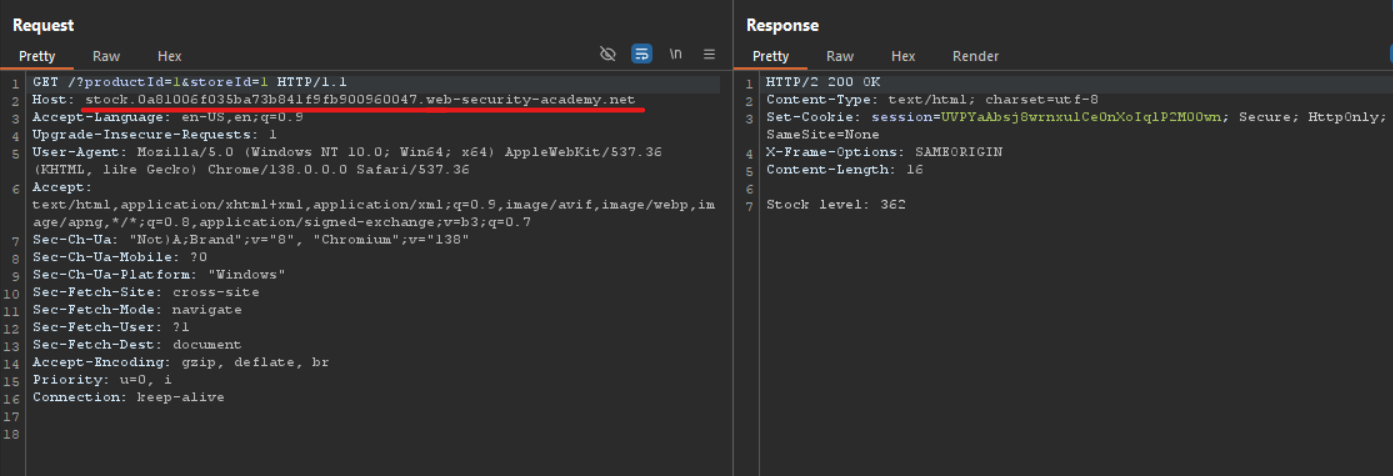 Request
Pretty Raw Hex \n
1 GET /?productId=1&storeId=1 HTTP/1.1
2 Host: stock.0a81006f035ba73b841f9fb900960047.web-security-academy.net
3 Accept-Language: en-US,en;q=0.9
4 Upgrade-Insecure-Requests: 1
5 User-Agent: Mozilla/5.0 (Windows NT 10.0; Win64; x64) AppleWebKit/537.36
(KHTML, like Gecko) Chrome/138.0.0.0 Safari/537.36
6 Accept:
text/html,application/xhtml+xml,application/xml;q=0.9,image/avif,image/webp,im
age/apng,*/*;q=0.8,application/signed-exchange;v=b3;q=0.7
7 Sec-Ch-Ua: "Not)A;Brand";v="8", "Chromium";v="138"
8 Sec-Ch-Ua-Mobile: ?0
9 Sec-Ch-Ua-Platform: "Windows"
10 Sec-Fetch-Site: cross-site
11 Sec-Fetch-Mode: navigate
12 Sec-Fetch-User: ?1
13 Sec-Fetch-Dest: document
14 Accept-Encoding: gzip, deflate, br
15 Priority: u=0, i
16 Connection: keep-alive
17
18
Response
Pretty Raw Hex Render
1 HTTP/2 200 OK
2 Content-Type: text/html; charset=utf-8
3 Set-Cookie: session=UVPYaAbsj8wrnxulCe0nXoIqlP2M0Own; Secure; HttpOnly;
SameSite=None
4 X-Frame-Options: SAMEORIGIN
5 Content-Length: 16
6
7 Stock level: 362